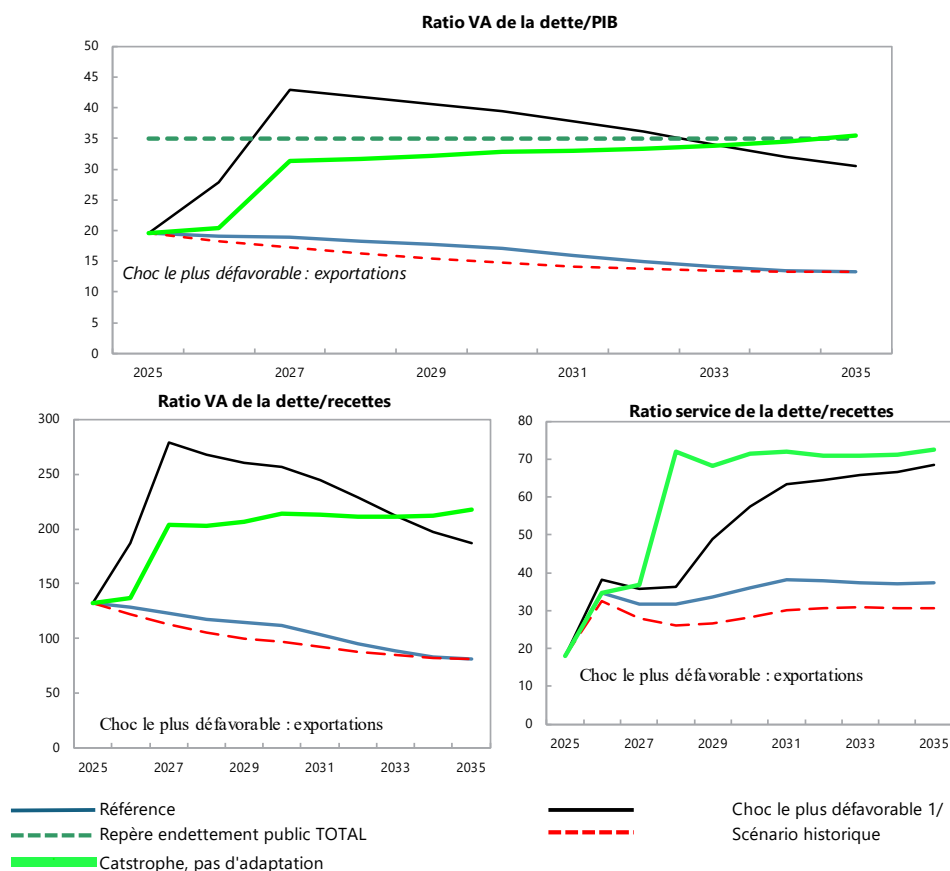 Ratio VA de la dette/PIB
50
45
40
35
30
25
20
15
10
5
0
Choc le plus défavorable : exportations
2025 2027 2029 2031 2033 2035
Ratio VA de la dette/recettes
300
250
200
150
100
50
0
Choc le plus défavorable : exportations
2025 2027 2029 2031 2033 2035
Ratio service de la dette/recettes
80
70
60
50
40
30
20
10
0
Choc le plus défavorable : exportations
2025 2027 2029 2031 2033 2035
Référence
Repère endettement public TOTAL
Catstrophe, pas d'adaptation
Choc le plus défavorable 1/
Scénario historique